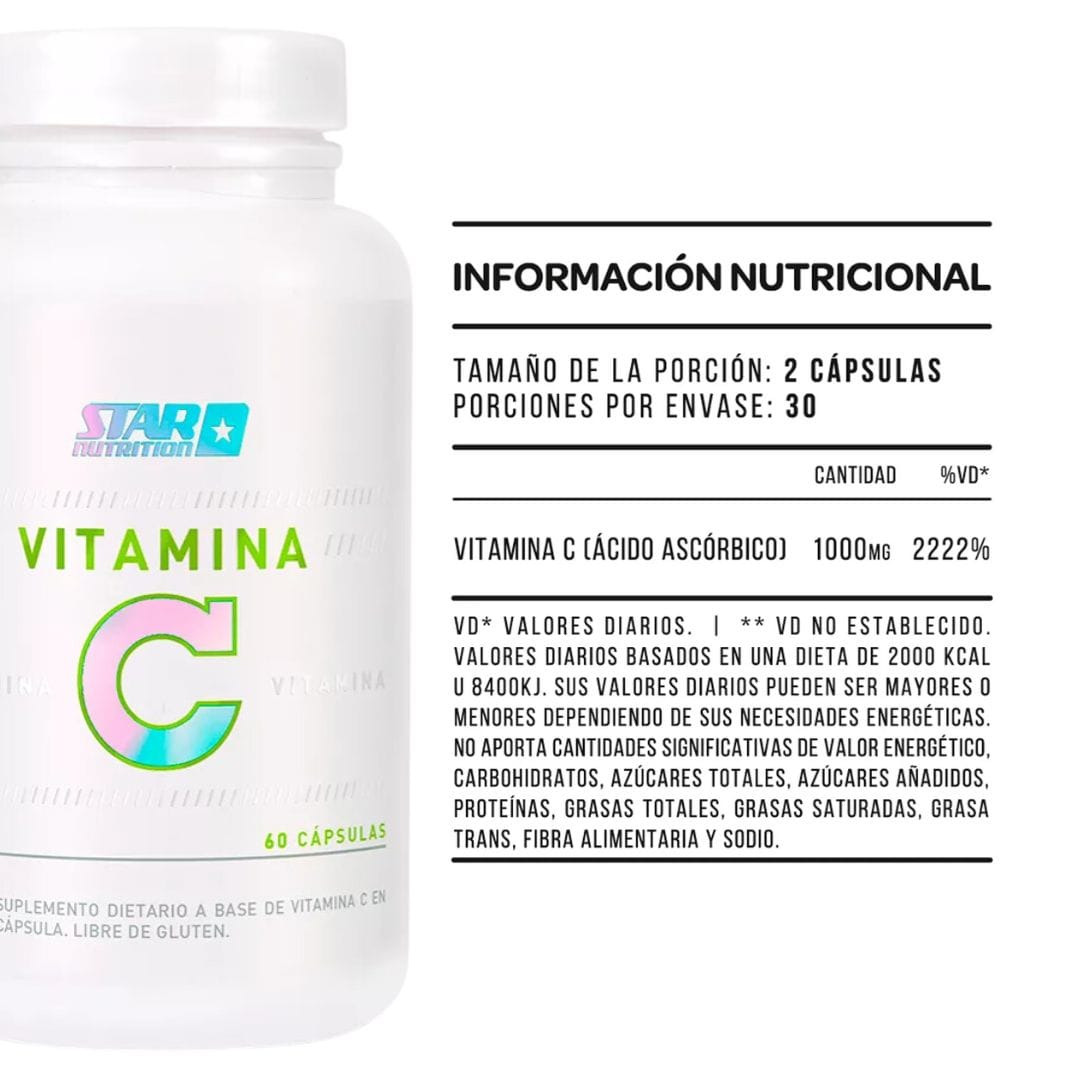 STAR
NUTRITION
VITAMINA
C
VITAMINA
60 CÁPSULAS
SUPLEMENTO DIETARIO A BASE DE VITAMINA C EN
CÁPSULA. LIBRE DE GLUTEN.
INFORMACIÓN NUTRICIONAL
TAMAÑO DE LA PORCIÓN: 2 CÁPSULAS
PORCIONES POR ENVASE: 30
CANTIDAD %VD*
VITAMINA C (ÁCIDO ASCÓRBICO) 1000MG 2222%
VD* VALORES DIARIOS. | ** VD NO ESTABLECIDO.
VALORES DIARIOS BASADOS EN UNA DIETA DE 2000 KCAL
U 8400KJ. SUS VALORES DIARIOS PUEDEN SER MAYORES O
MENORES DEPENDIENDO DE SUS NECESIDADES ENERGÉTICAS.
NO APORTA CANTIDADES SIGNIFICATIVAS DE VALOR ENERGÉTICO,
CARBOHIDRATOS, AZÚCARES TOTALES, AZÚCARES AÑADIDOS,
PROTEÍNAS, GRASAS TOTALES, GRASAS SATURADAS, GRASA
TRANS, FIBRA ALIMENTARIA Y SODIO.